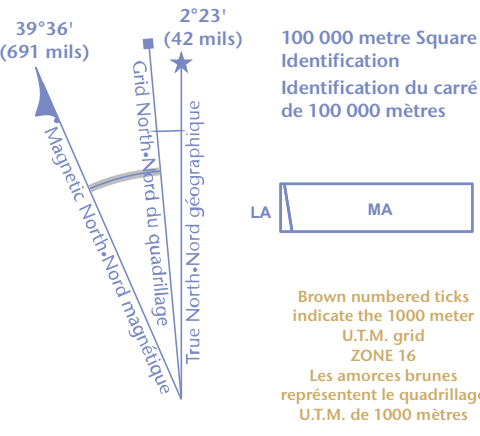 39°36'
(691 mils)
2°23'
(42 mils)
Magnetic North•Nord magnétique
Grid North•Nord du quadrillage
True North•Nord géographique
100 000 metre Square
Identification
Identification du carré
de 100 000 mètres
LA
MA
Brown numbered ticks
indicate the 1000 meter
U.T.M. grid
ZONE 16
Les amorces brunes
représentent le quadrillage
U.T.M. de 1000 mètres